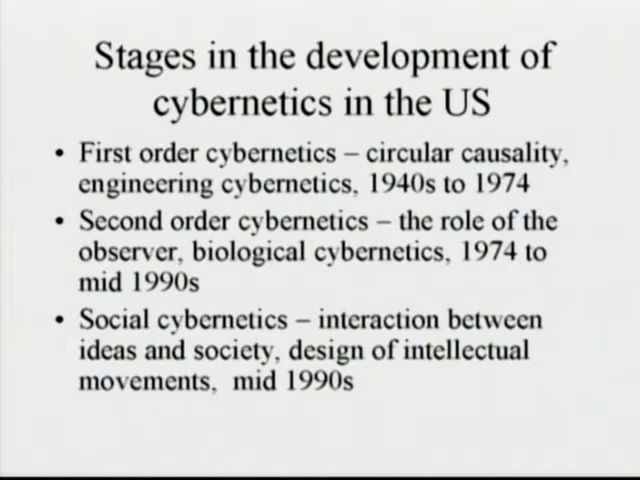 Stages in the development of
cybernetics in the US
• First order cybernetics – circular causality,
engineering cybernetics, 1940s to 1974
• Second order cybernetics – the role of the
observer, biological cybernetics, 1974 to
mid 1990s
• Social cybernetics – interaction between
ideas and society, design of intellectual
movements,  mid 1990s